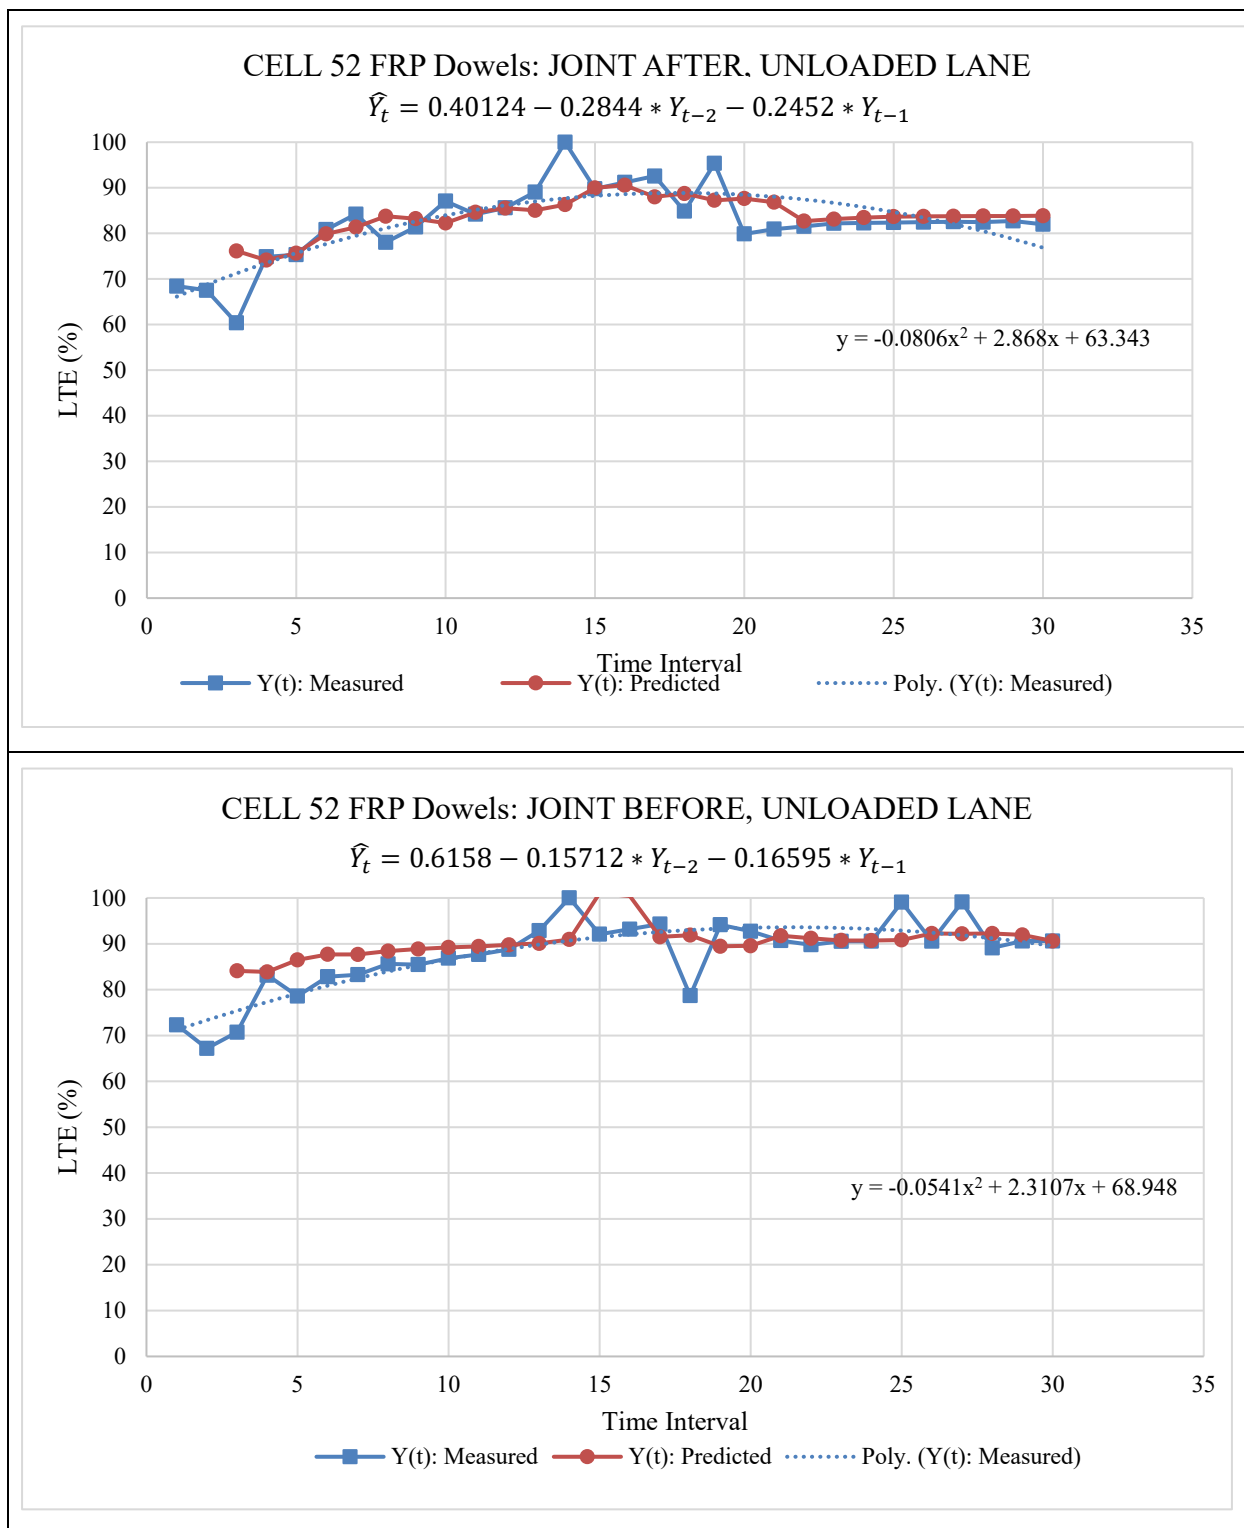 CELL 52 FRP Dowels: JOINT AFTER, UNLOADED LANE
Ŷₜ = 0.40124 − 0.2844 * Yₜ₋₂ − 0.2452 * Yₜ₋₁
100
90
80
70
60
50
40
30
20
10
0
LTE (%)
y = -0.0806x² + 2.868x + 63.343
0 5 10 15 20 25 30 35
Time Interval
Y(t): Measured Y(t): Predicted Poly. (Y(t): Measured)
CELL 52 FRP Dowels: JOINT BEFORE, UNLOADED LANE
Ŷₜ = 0.6158 − 0.15712 * Yₜ₋₂ − 0.16595 * Yₜ₋₁
100
90
80
70
60
50
40
30
20
10
0
LTE (%)
y = -0.0541x² + 2.3107x + 68.948
0 5 10 15 20 25 30 35
Time Interval
Y(t): Measured Y(t): Predicted Poly. (Y(t): Measured)